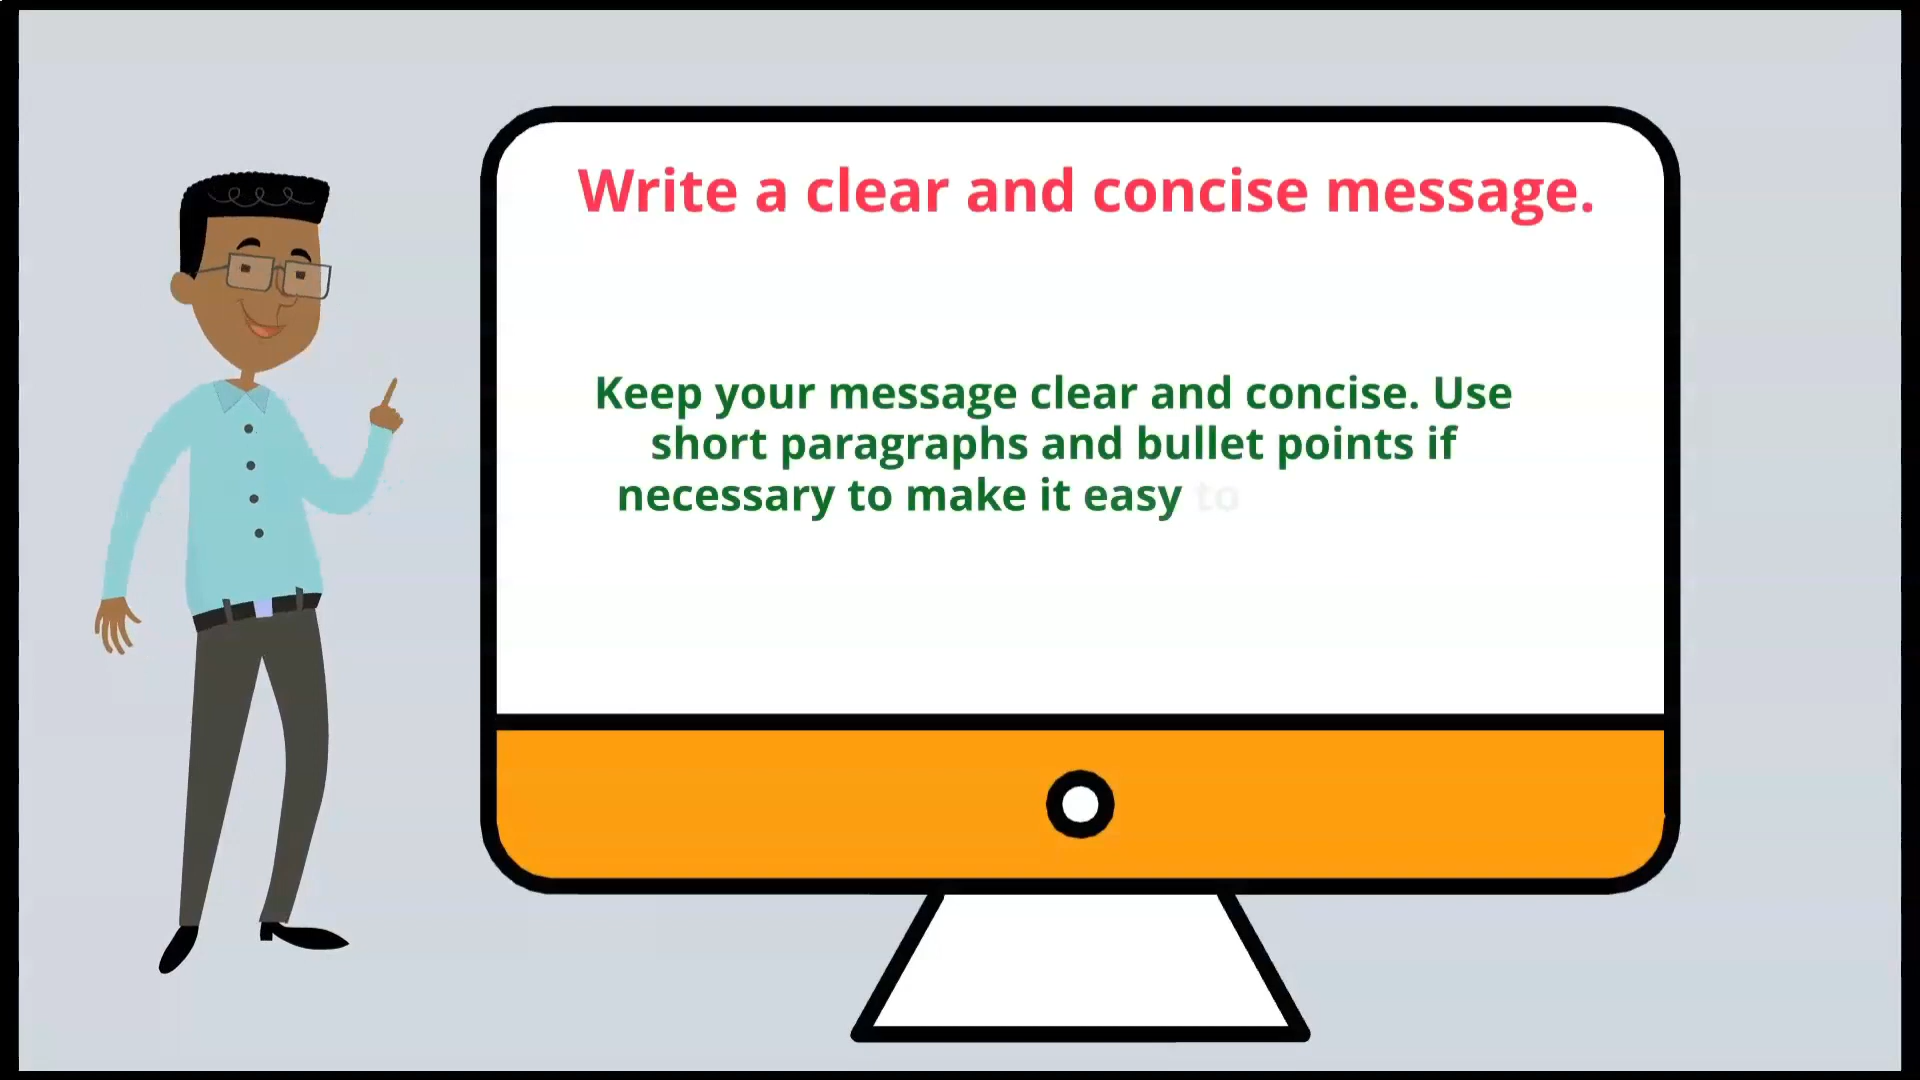 Write a clear and concise message.
Keep your message clear and concise. Use
short paragraphs and bullet points if
necessary to make it easy to